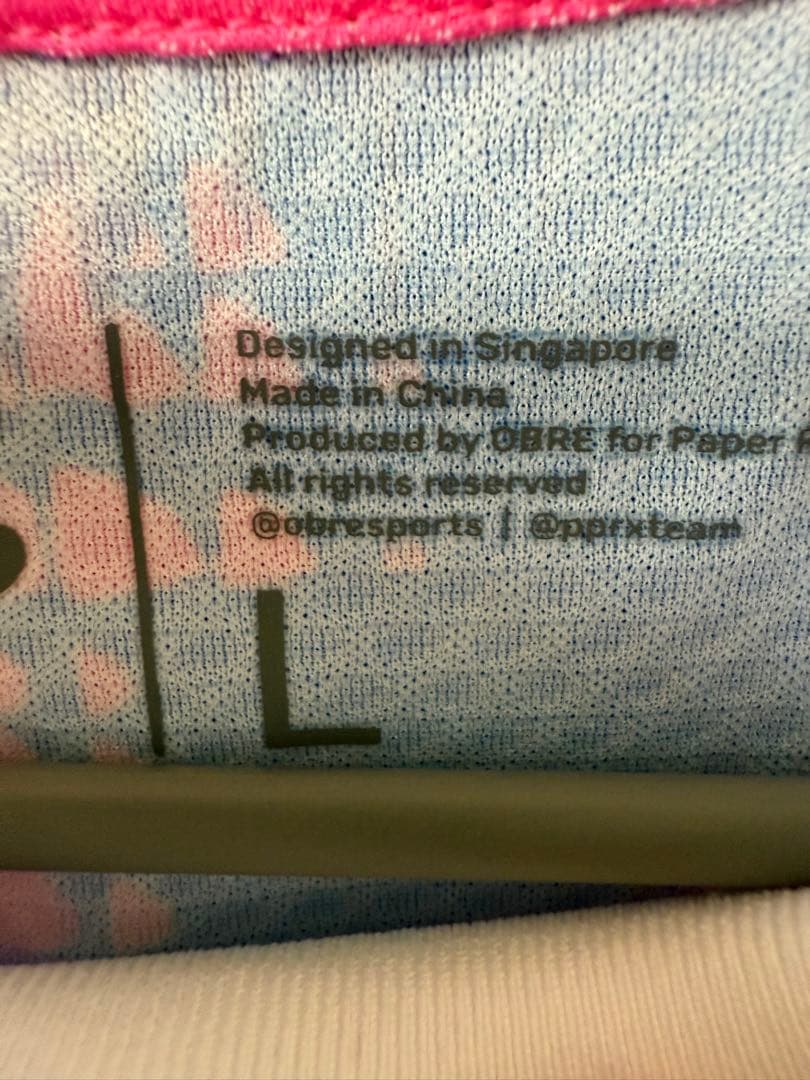 Designed in Singapore
Made in China
Produced by OBRE for Paper
All rights reserved
@obresports | @pprxteam
L